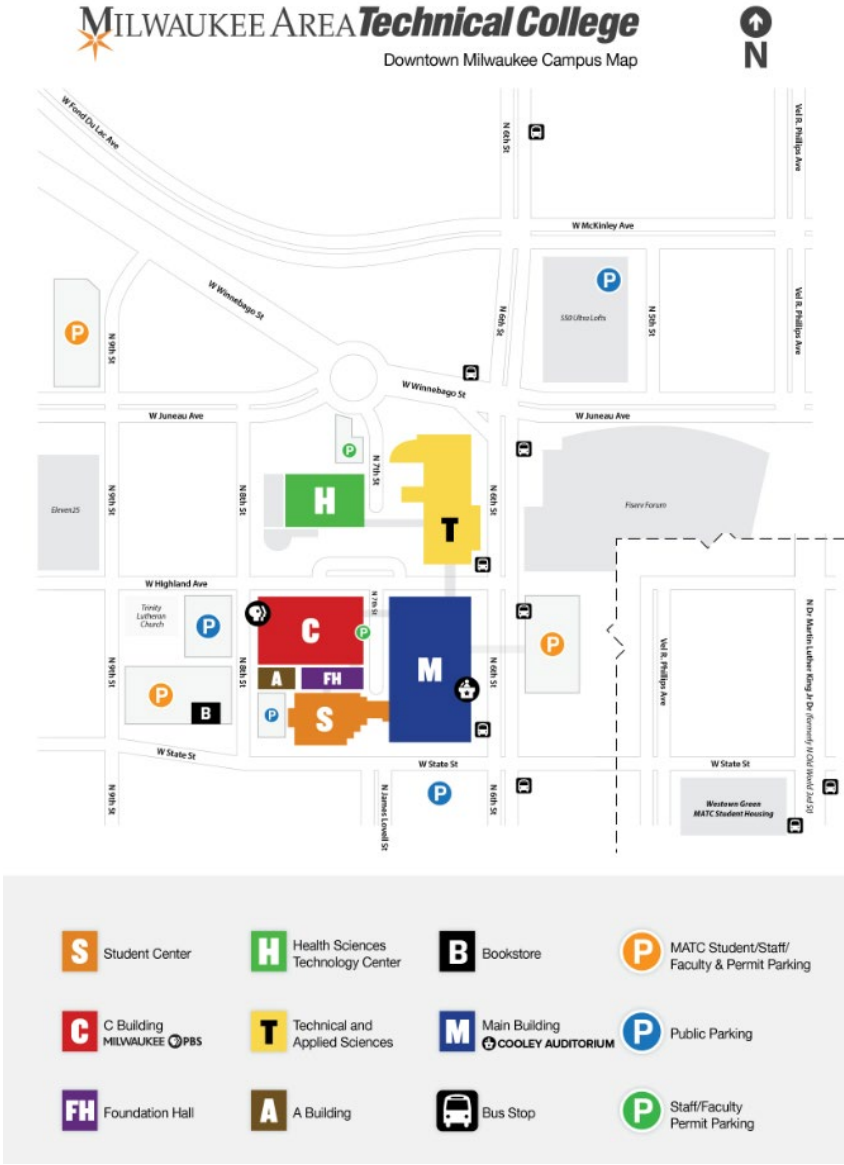 MILWAUKEE AREA Technical College
Downtown Milwaukee Campus Map
N
W Fond Du Lac Ave
N 6th St
Vel R. Phillips Ave
W McKinley Ave
W Winnebago St
P
550 Ultra Lofts
N 6th St
N 5th St
Vel R. Phillips Ave
P
N 9th St
W Winnebago St
W Juneau Ave
W Juneau Ave
P
N 7th St
Eleven25
N 9th St
N 8th St
H
T
N 6th St
Fiserv Forum
W Highland Ave
Trinity
Lutheran
Church
P
C
P
N 7th St
M
N 6th St
P
N 9th St
N 8th St
A
FH
P
B
P
S
Vel R. Phillips Ave
N Dr Martin Luther King Jr Dr (formerly N Old World 3rd St)
W State St
W State St
W State St
N 9th St
N James Lovell St
P
N 6th St
Westown Green
MATC Student Housing
S Student Center
H Health Sciences
Technology Center
B Bookstore
P MATC Student/Staff/
Faculty & Permit Parking
C C Building
MILWAUKEE PBS
T Technical and
Applied Sciences
M Main Building
COOLEY AUDITORIUM
P Public Parking
FH Foundation Hall
A A Building
Bus Stop
P Staff/Faculty
Permit Parking